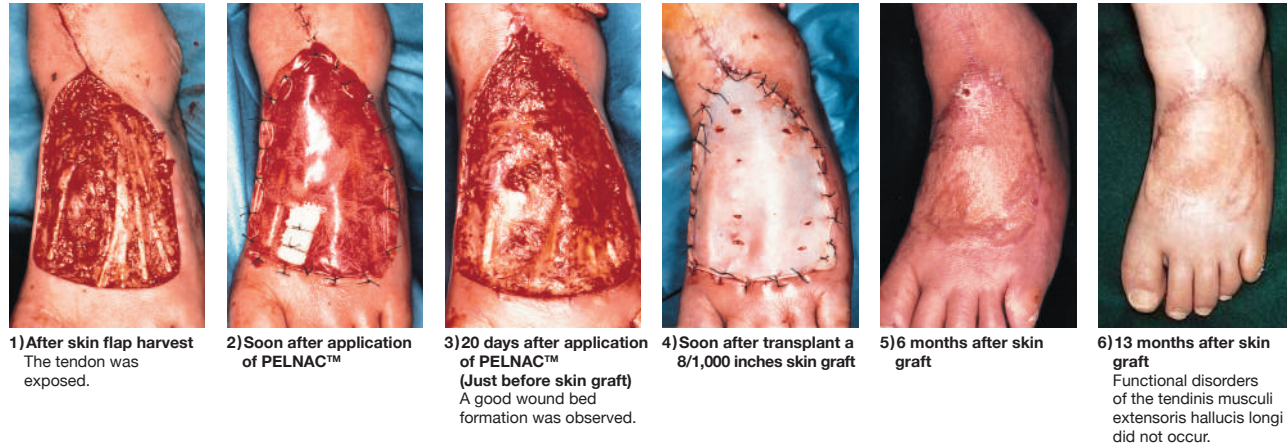 1)After skin flap harvest
The tendon was
exposed.
2)Soon after application
of PELNAC™
3)20 days after application
of PELNAC™
(Just before skin graft)
A good wound bed
formation was observed.
4)Soon after transplant a
8/1,000 inches skin graft
5)6 months after skin
graft
6)13 months after skin
graft
Functional disorders
of the tendinis musculi
extensoris hallucis longi
did not occur.